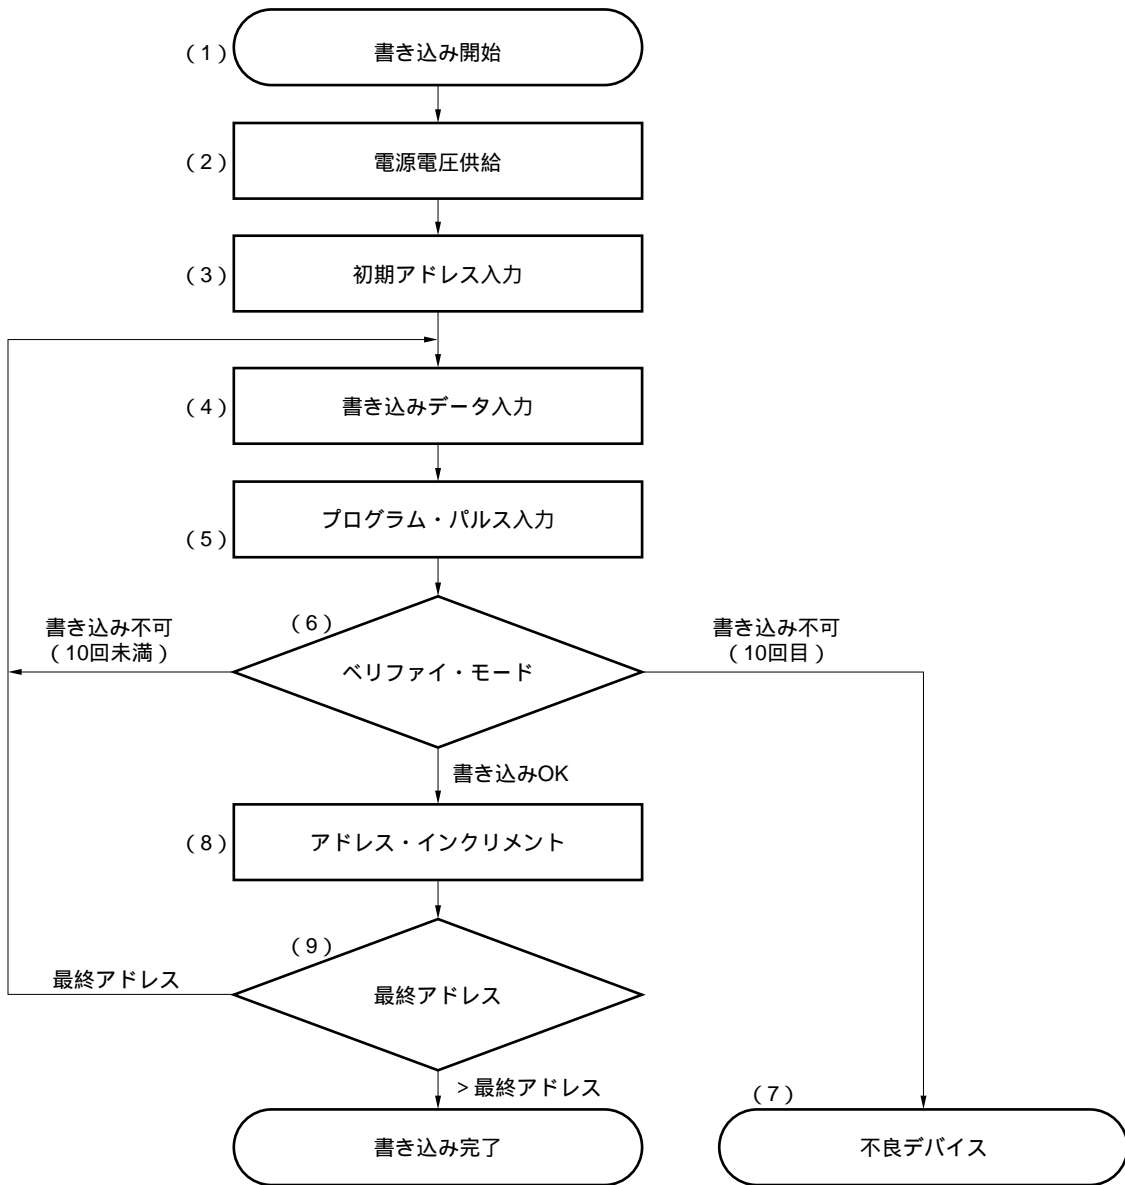 （1）
書き込み開始
（2）
電源電圧供給
（3）
初期アドレス入力
（4）
書き込みデータ入力
（5）
プログラム・パルス入力
書き込み不可
（10回未満）
（6）
ベリファイ・モード
書き込み不可
（10回目）
書き込みOK
（8）
アドレス・インクリメント
（9）
最終アドレス
最終アドレス
>最終アドレス
書き込み完了
（7）
不良デバイス